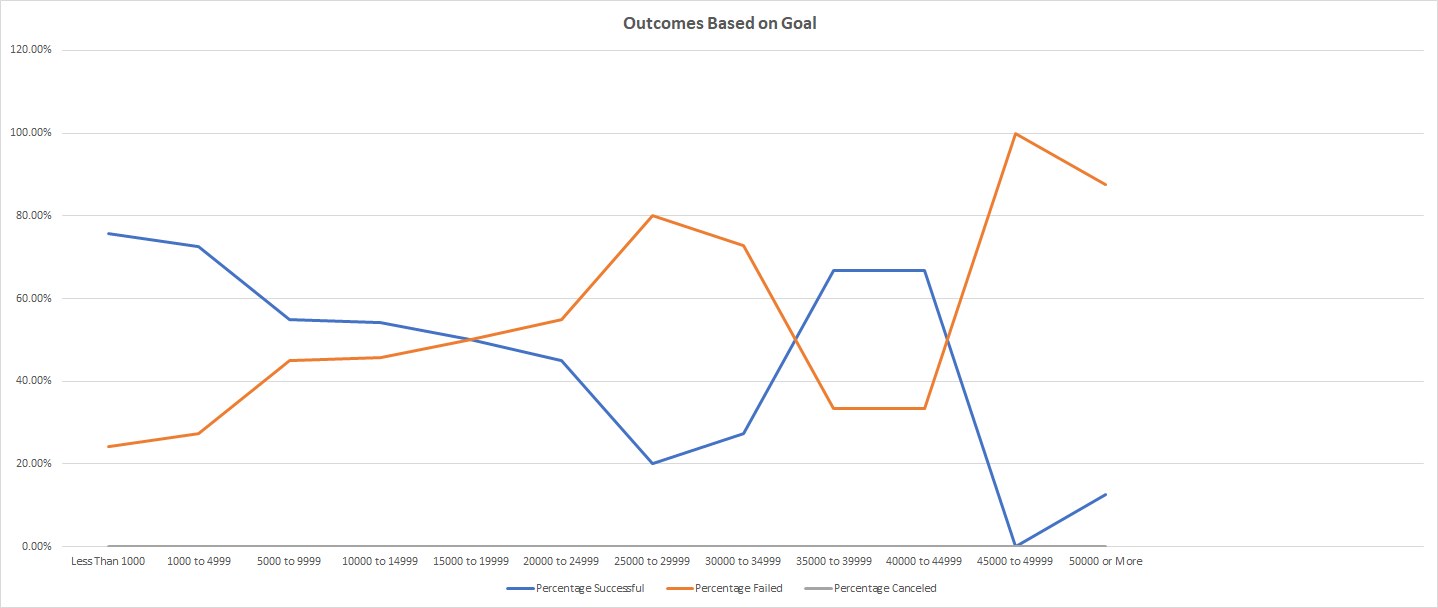 Outcomes Based on Goal
120.00%
100.00%
80.00%
60.00%
40.00%
20.00%
0.00%
Less Than 1000 1000 to 4999 5000 to 9999 10000 to 14999 15000 to 19999 20000 to 24999 25000 to 29999 30000 to 34999 35000 to 39999 40000 to 44999 45000 to 49999 50000 or More
Percentage Successful Percentage Failed Percentage Canceled